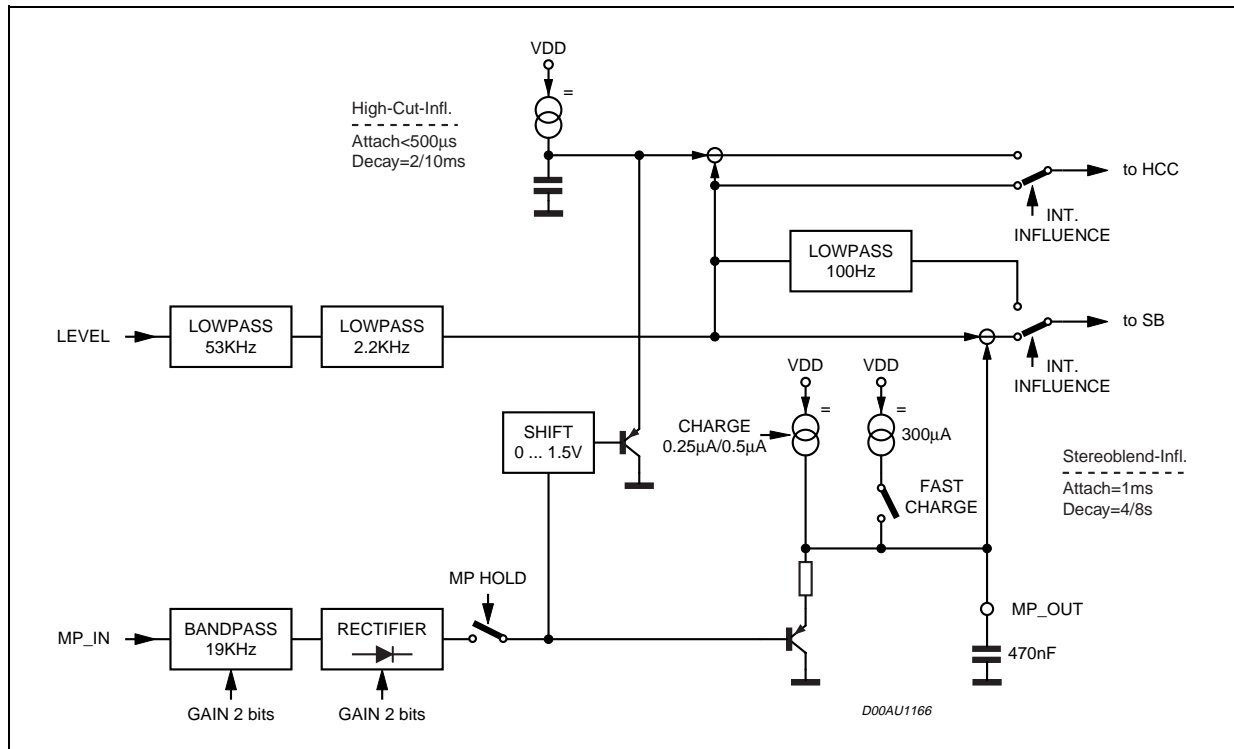 VDD
=
High-Cut-Infl.
Attach<500µs
Decay=2/10ms
to HCC
INT.
INFLUENCE
LOWPASS
100Hz
LEVEL
LOWPASS
53KHz
LOWPASS
2.2KHz
to SB
INT.
INFLUENCE
VDD
VDD
=
=
CHARGE
0.25µA/0.5µA
300µA
SHIFT
0 ... 1.5V
FAST
CHARGE
Stereoblend-Infl.
Attach=1ms
Decay=4/8s
MP HOLD
MP_IN
BANDPASS
19KHz
RECTIFIER
MP_OUT
470nF
GAIN 2 bits
GAIN 2 bits
D00AU1166